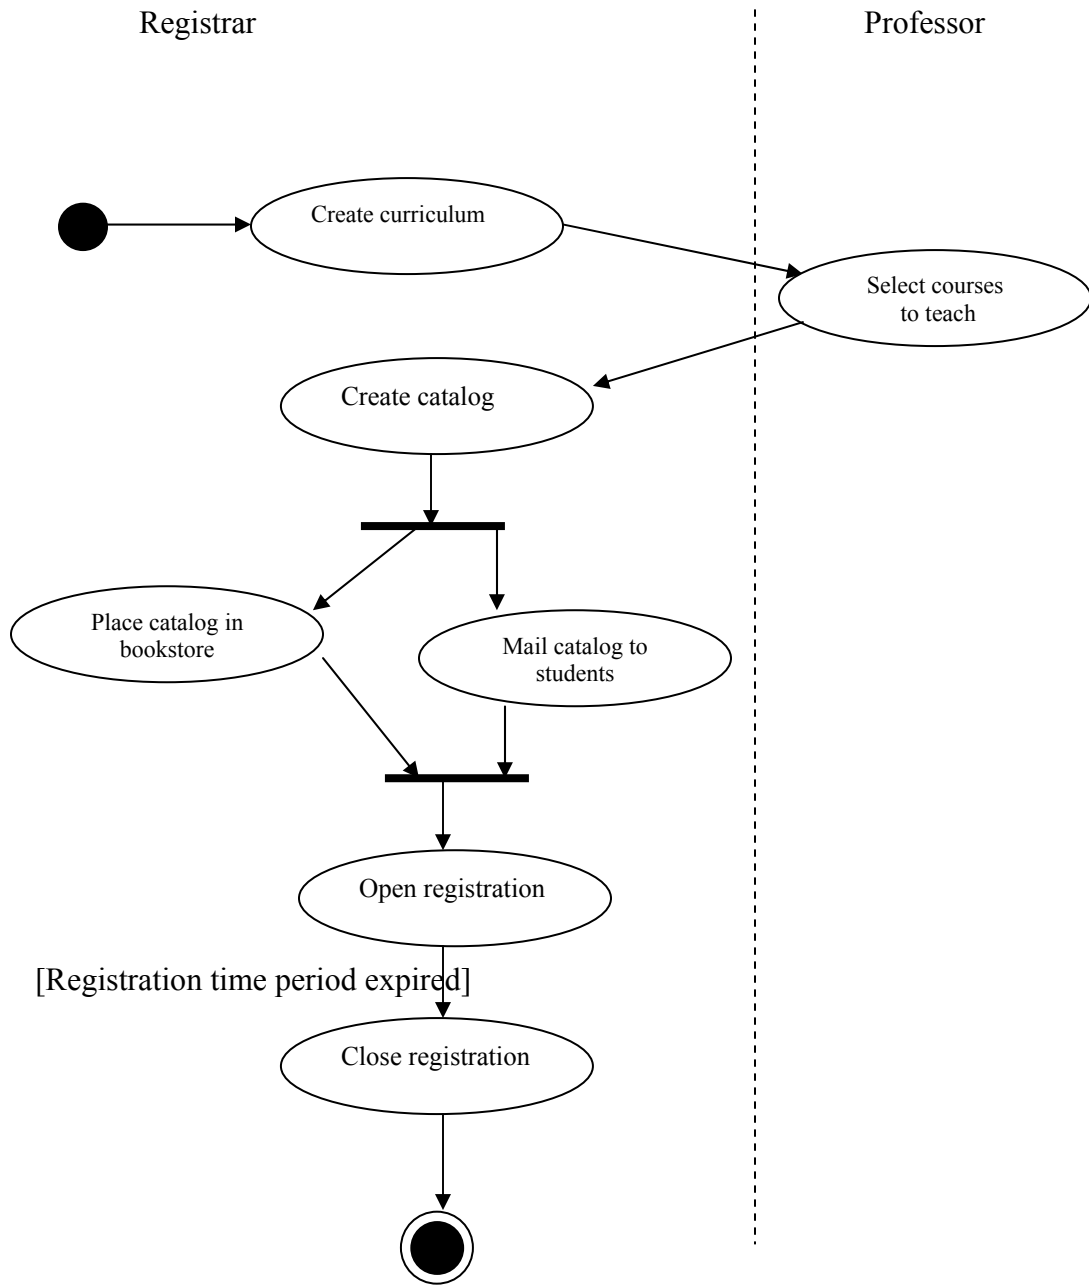 Registrar
Professor
Create curriculum
Select courses
to teach
Create catalog
Place catalog in
bookstore
Mail catalog to
students
Open registration
[Registration time period expired]
Close registration